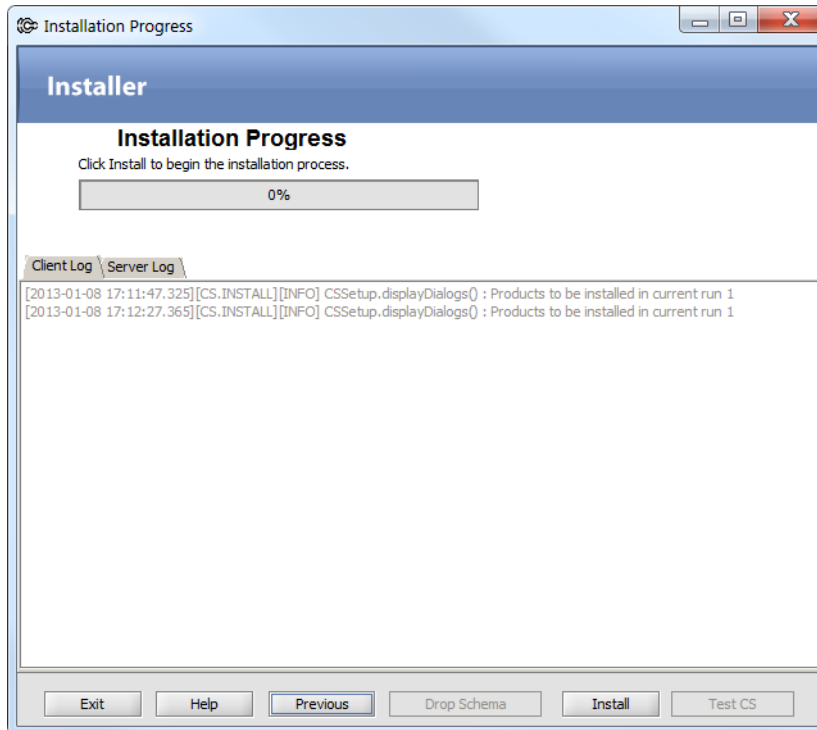 Installation Progress
Installer
Installation Progress
Click Install to begin the installation process.
0%
Client Log
Server Log
[2013-01-08 17:11:47.325][CS.INSTALL][INFO] CSSetup.displayDialogs() : Products to be installed in current run 1
[2013-01-08 17:12:27.365][CS.INSTALL][INFO] CSSetup.displayDialogs() : Products to be installed in current run 1
Exit Help Previous Drop Schema Install Test CS